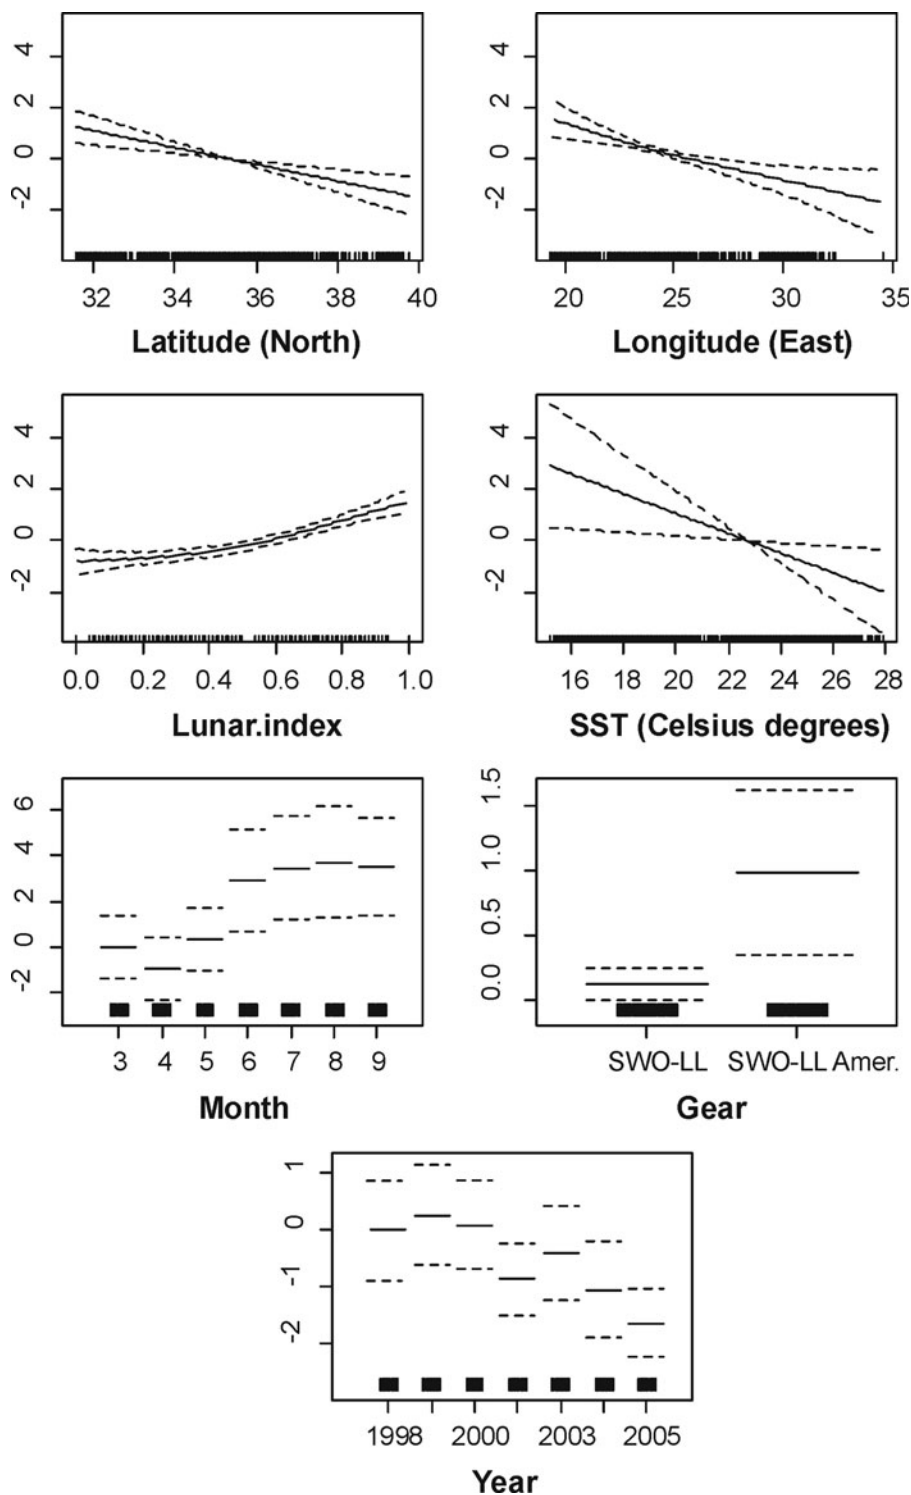 4
2
0
-2
32 34 36 38 40
Latitude (North)
4
2
0
-2
20 25 30 35
Longitude (East)
4
2
0
-2
0.0 0.2 0.4 0.6 0.8 1.0
Lunar.index
4
2
0
-2
16 18 20 22 24 26 28
SST (Celsius degrees)
6
4
2
0
-2
3 4 5 6 7 8 9
Month
1.5
1.0
0.5
0.0
SWO-LL SWO-LL Amer.
Gear
1
0
-1
-2
1998 2000 2003 2005
Year